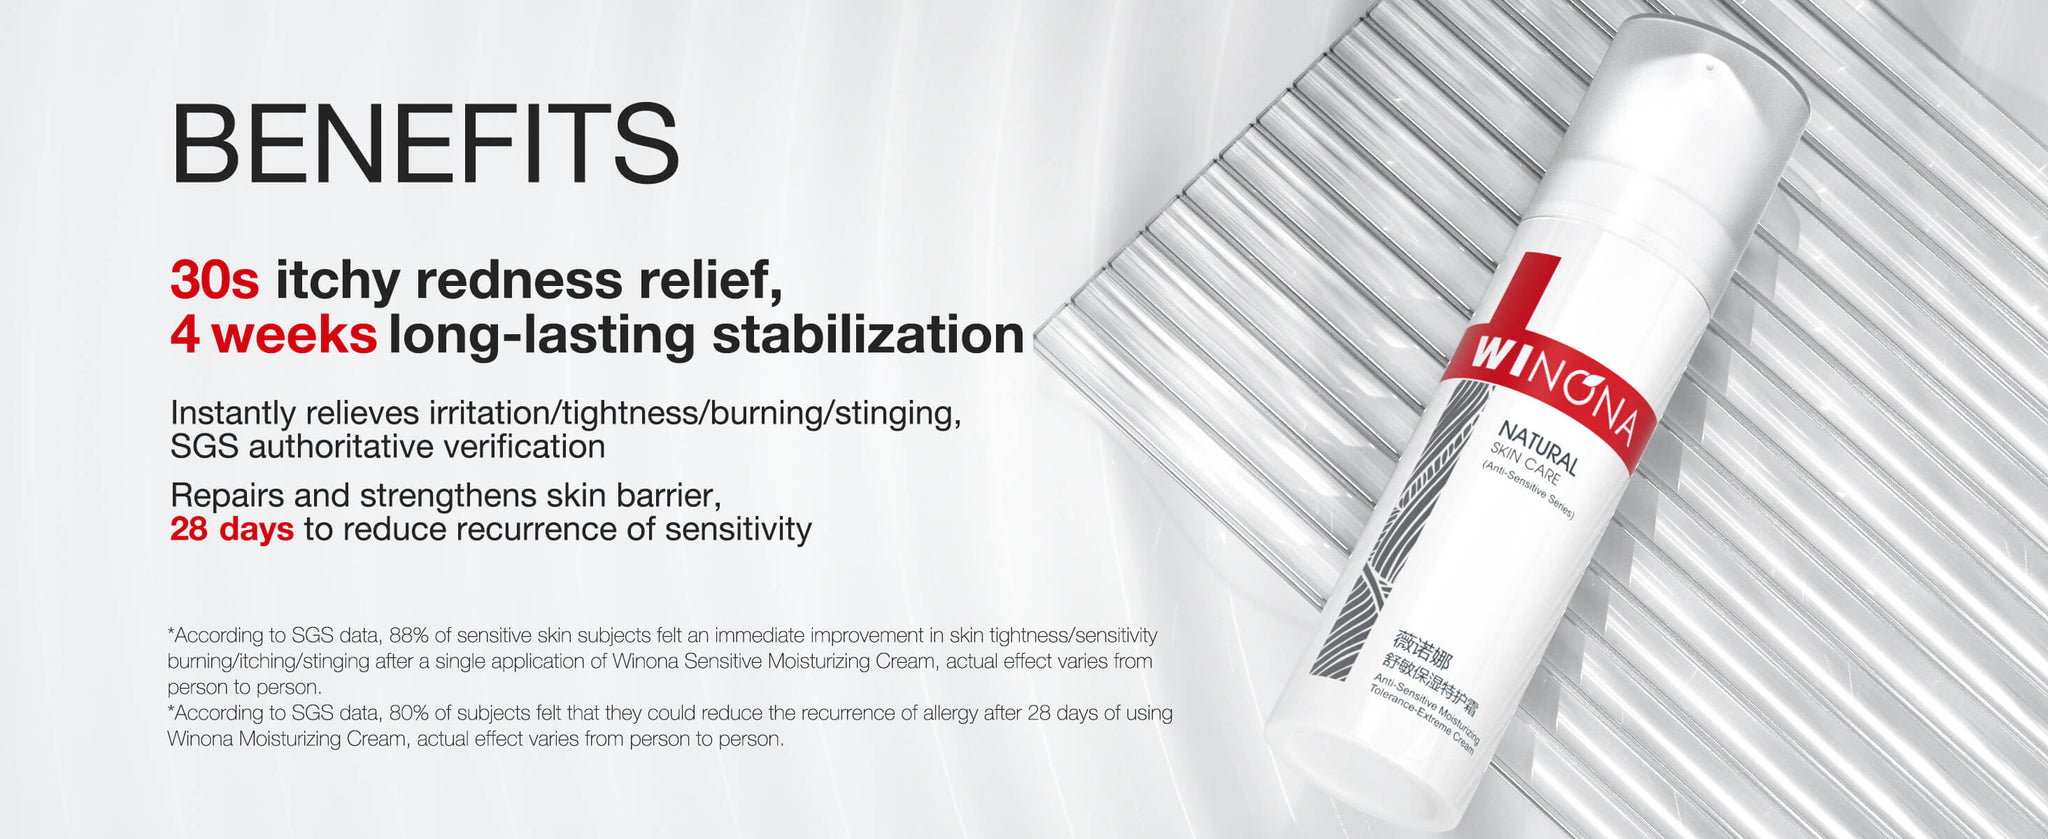 BENEFITS
30s itchy redness relief,
4 weeks long-lasting stabilization
Instantly relieves irritation/tightness/burning/stinging,
SGS authoritative verification
Repairs and strengthens skin barrier,
28 days to reduce recurrence of sensitivity
*According to SGS data, 88% of sensitive skin subjects felt an immediate improvement in skin tightness/sensitivity
burning/itching/stinging after a single application of Winona Sensitive Moisturizing Cream, actual effect varies from
person to person.
*According to SGS data, 80% of subjects felt that they could reduce the recurrence of allergy after 28 days of using
Winona Moisturizing Cream, actual effect varies from person to person.
WINONA
NATURAL
SKIN CARE
(Anti-Sensitive Series)
薇诺娜
舒敏保湿特护霜
Anti-Sensitive Moisturizing
Tolerance-Extreme Cream